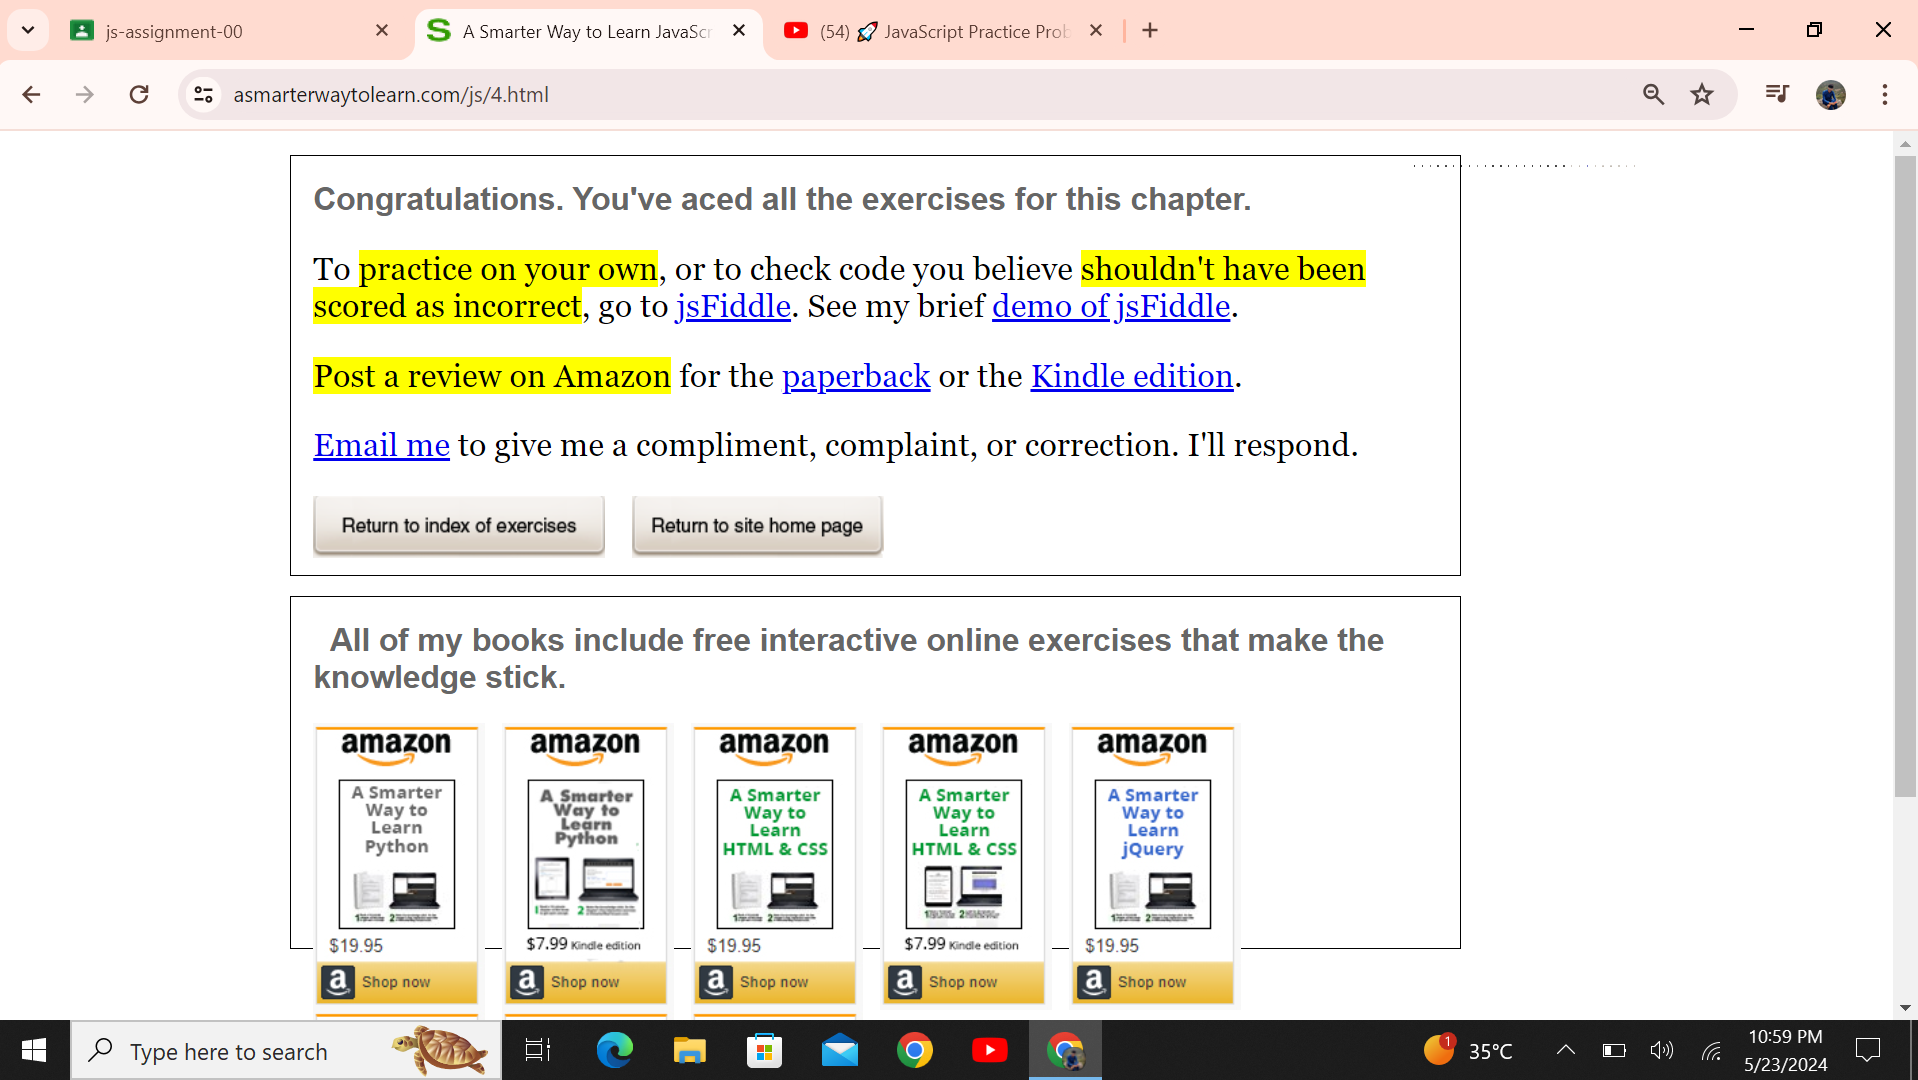 js-assignment-00
A Smarter Way to Learn JavaScr
(54) 🚀 JavaScript Practice Prob
asmarterwaytolearn.com/js/4.html
Congratulations. You've aced all the exercises for this chapter.
To practice on your own, or to check code you believe shouldn't have been
scored as incorrect, go to jsFiddle. See my brief demo of jsFiddle.
Post a review on Amazon for the paperback or the Kindle edition.
Email me to give me a compliment, complaint, or correction. I'll respond.
Return to index of exercises
Return to site home page
All of my books include free interactive online exercises that make the
knowledge stick.
amazon
A Smarter
Way to
Learn
Python
$19.95
a Shop now
amazon
A Smarter
Way to
Learn
Python
$7.99 Kindle edition
a Shop now
amazon
A Smarter
Way to
Learn
HTML & CSS
$19.95
a Shop now
amazon
A Smarter
Way to
Learn
HTML & CSS
$7.99 Kindle edition
a Shop now
amazon
A Smarter
Way to
Learn
jQuery
$19.95
a Shop now
Type here to search
1
35°C
10:59 PM
5/23/2024